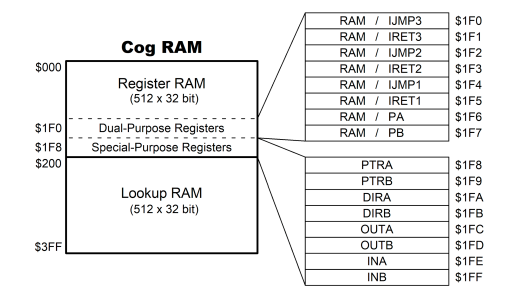 Cog RAM
$000
Register RAM
(512 x 32 bit)
$1F0
Dual-Purpose Registers
$1F8
Special-Purpose Registers
$200
Lookup RAM
(512 x 32 bit)
$3FF
RAM / IJMP3 $1F0
RAM / IRET3 $1F1
RAM / IJMP2 $1F2
RAM / IRET2 $1F3
RAM / IJMP1 $1F4
RAM / IRET1 $1F5
RAM / PA $1F6
RAM / PB $1F7
PTRA $1F8
PTRB $1F9
DIRA $1FA
DIRB $1FB
OUTA $1FC
OUTB $1FD
INA $1FE
INB $1FF